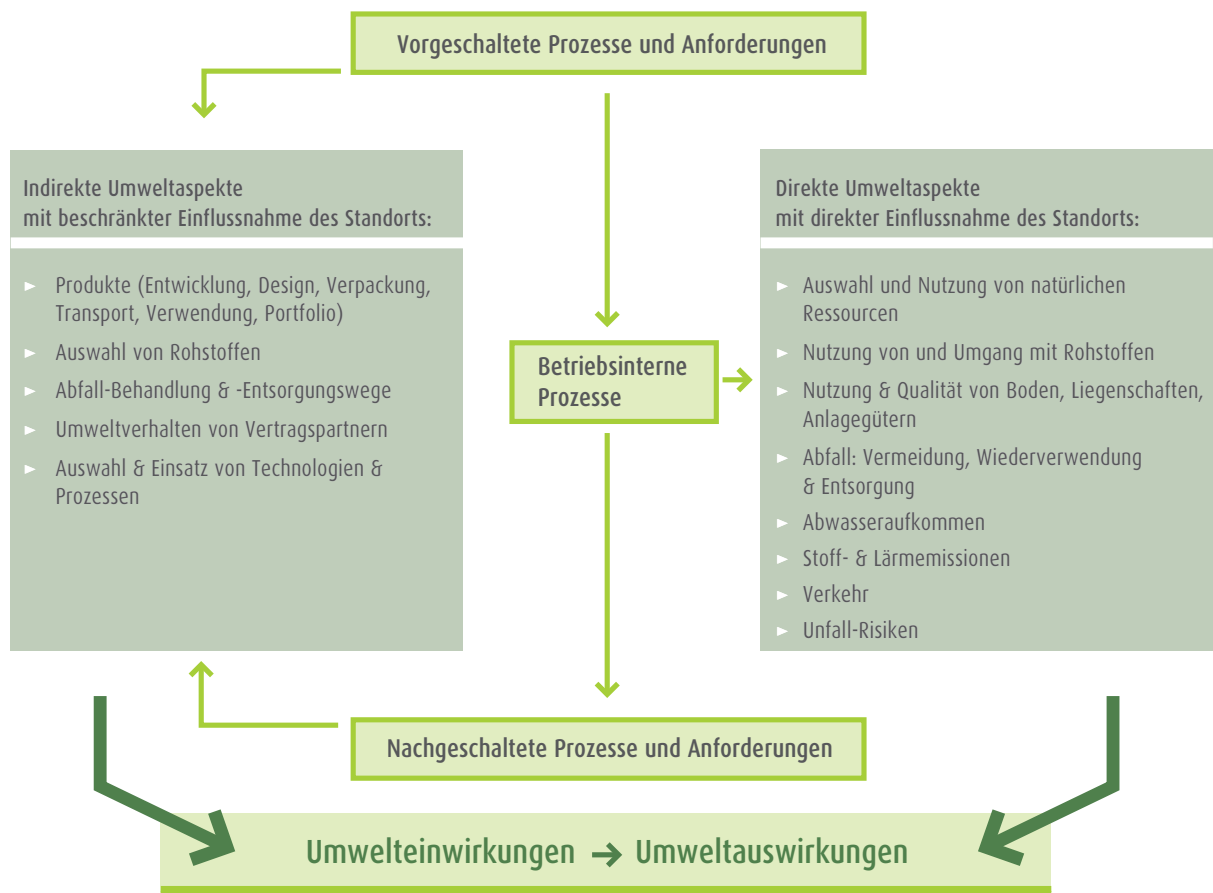 Vorgeschaltete Prozesse und Anforderungen
Indirekte Umweltaspekte
mit beschränkter Einflussnahme des Standorts:
► Produkte (Entwicklung, Design, Verpackung,
Transport, Verwendung, Portfolio)
► Auswahl von Rohstoffen
► Abfall-Behandlung & -Entsorgungswege
► Umweltverhalten von Vertragspartnern
► Auswahl & Einsatz von Technologien &
Prozessen
Betriebsinterne
Prozesse
Direkte Umweltaspekte
mit direkter Einflussnahme des Standorts:
► Auswahl und Nutzung von natürlichen
Ressourcen
► Nutzung von und Umgang mit Rohstoffen
► Nutzung & Qualität von Boden, Liegenschaften,
Anlagegütern
► Abfall: Vermeidung, Wiederverwendung
& Entsorgung
► Abwasseraufkommen
► Stoff- & Lärmemissionen
► Verkehr
► Unfall-Risiken
Nachgeschaltete Prozesse und Anforderungen
Umwelteinwirkungen → Umweltauswirkungen